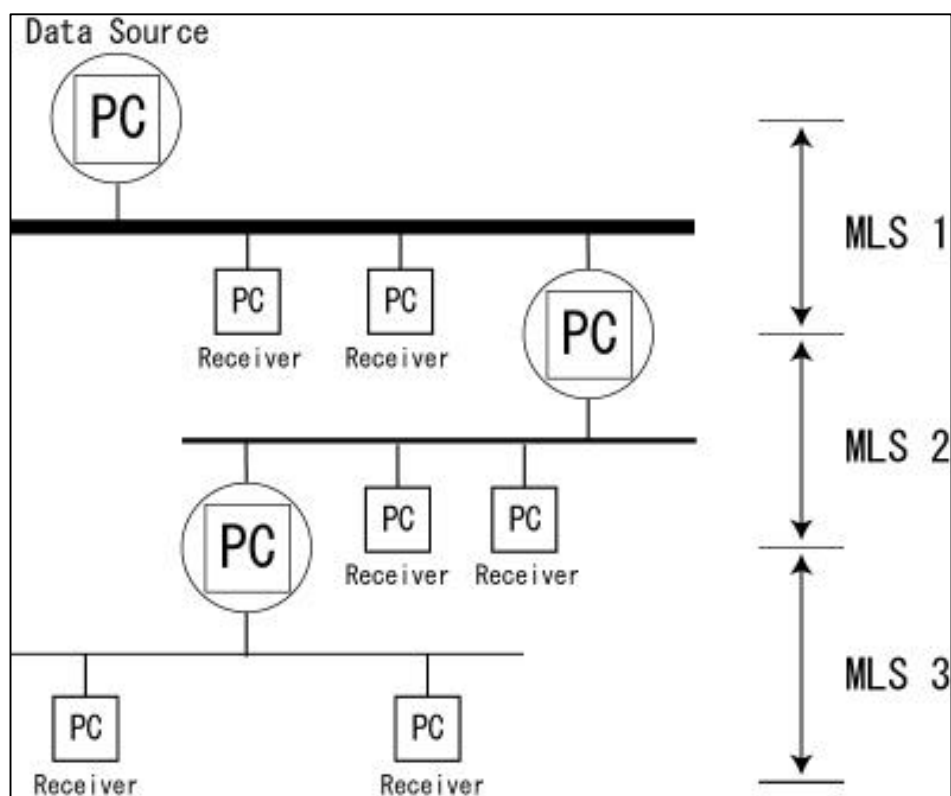 Data Source
PC
MLS 1
PC
PC
PC
Receiver
Receiver
MLS 2
PC
PC
PC
Receiver
Receiver
MLS 3
PC
PC
Receiver
Receiver